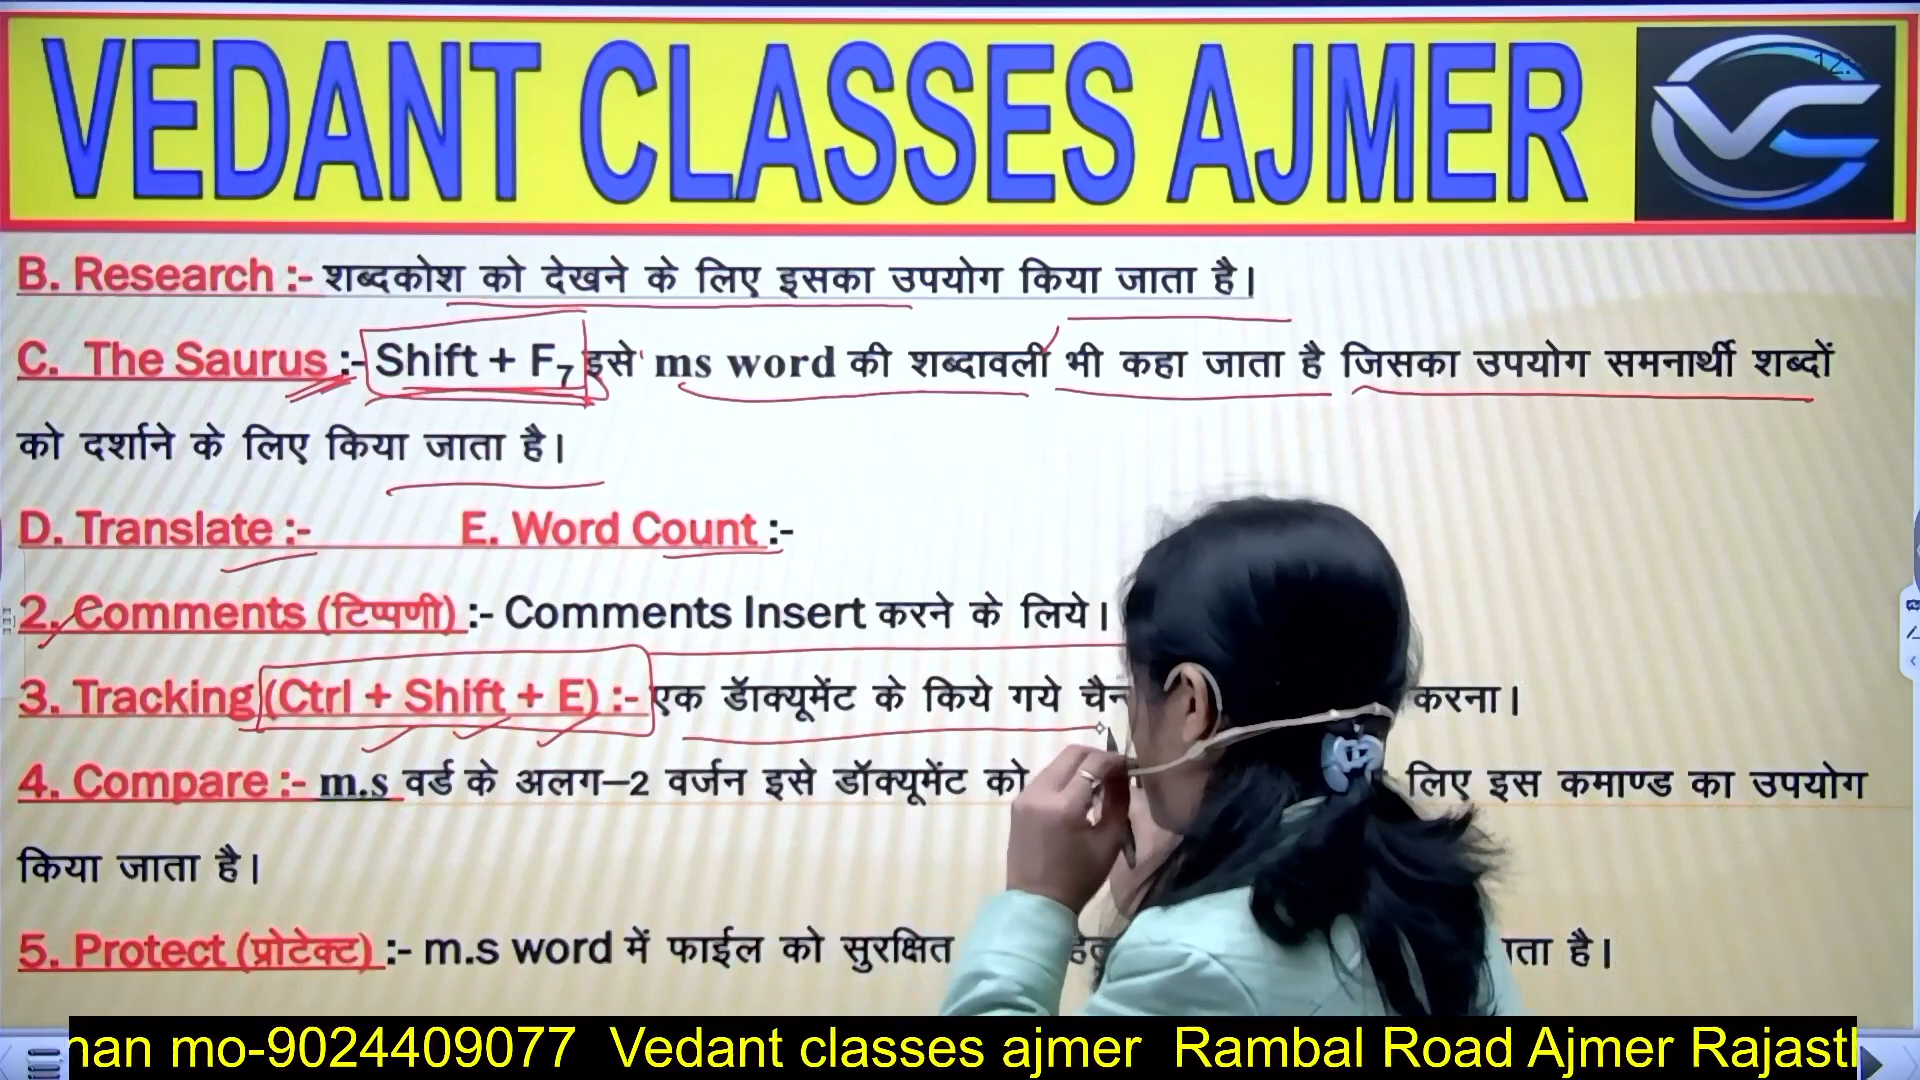 VEDANT CLASSES AJMER
B. Research :- शब्दकोश को देखने के लिए इसका उपयोग किया जाता है।
C. The Saurus :- Shift + F7 इसे ms word की शब्दावली भी कहा जाता है जिसका उपयोग समनार्थी शब्दों
को दर्शाने के लिए किया जाता है।
D. Translate :- E. Word Count :-
2. Comments (टिप्पणी) :- Comments Insert करने के लिये।
3. Tracking (Ctrl + Shift + E) :- एक डॅाक्यूमेंट के किये गये करना।
4. Compare :- m.s वर्ड के अलग–2 वर्जन इसे डॉक्यूमेंट को लिए इस कमाण्ड का उपयोग
किया जाता है।
5. Protect (प्रोटेक्ट) :- m.s word में फाईल को सुरक्षित है।
mo-9024409077 Vedant classes ajmer Rambal Road Ajmer